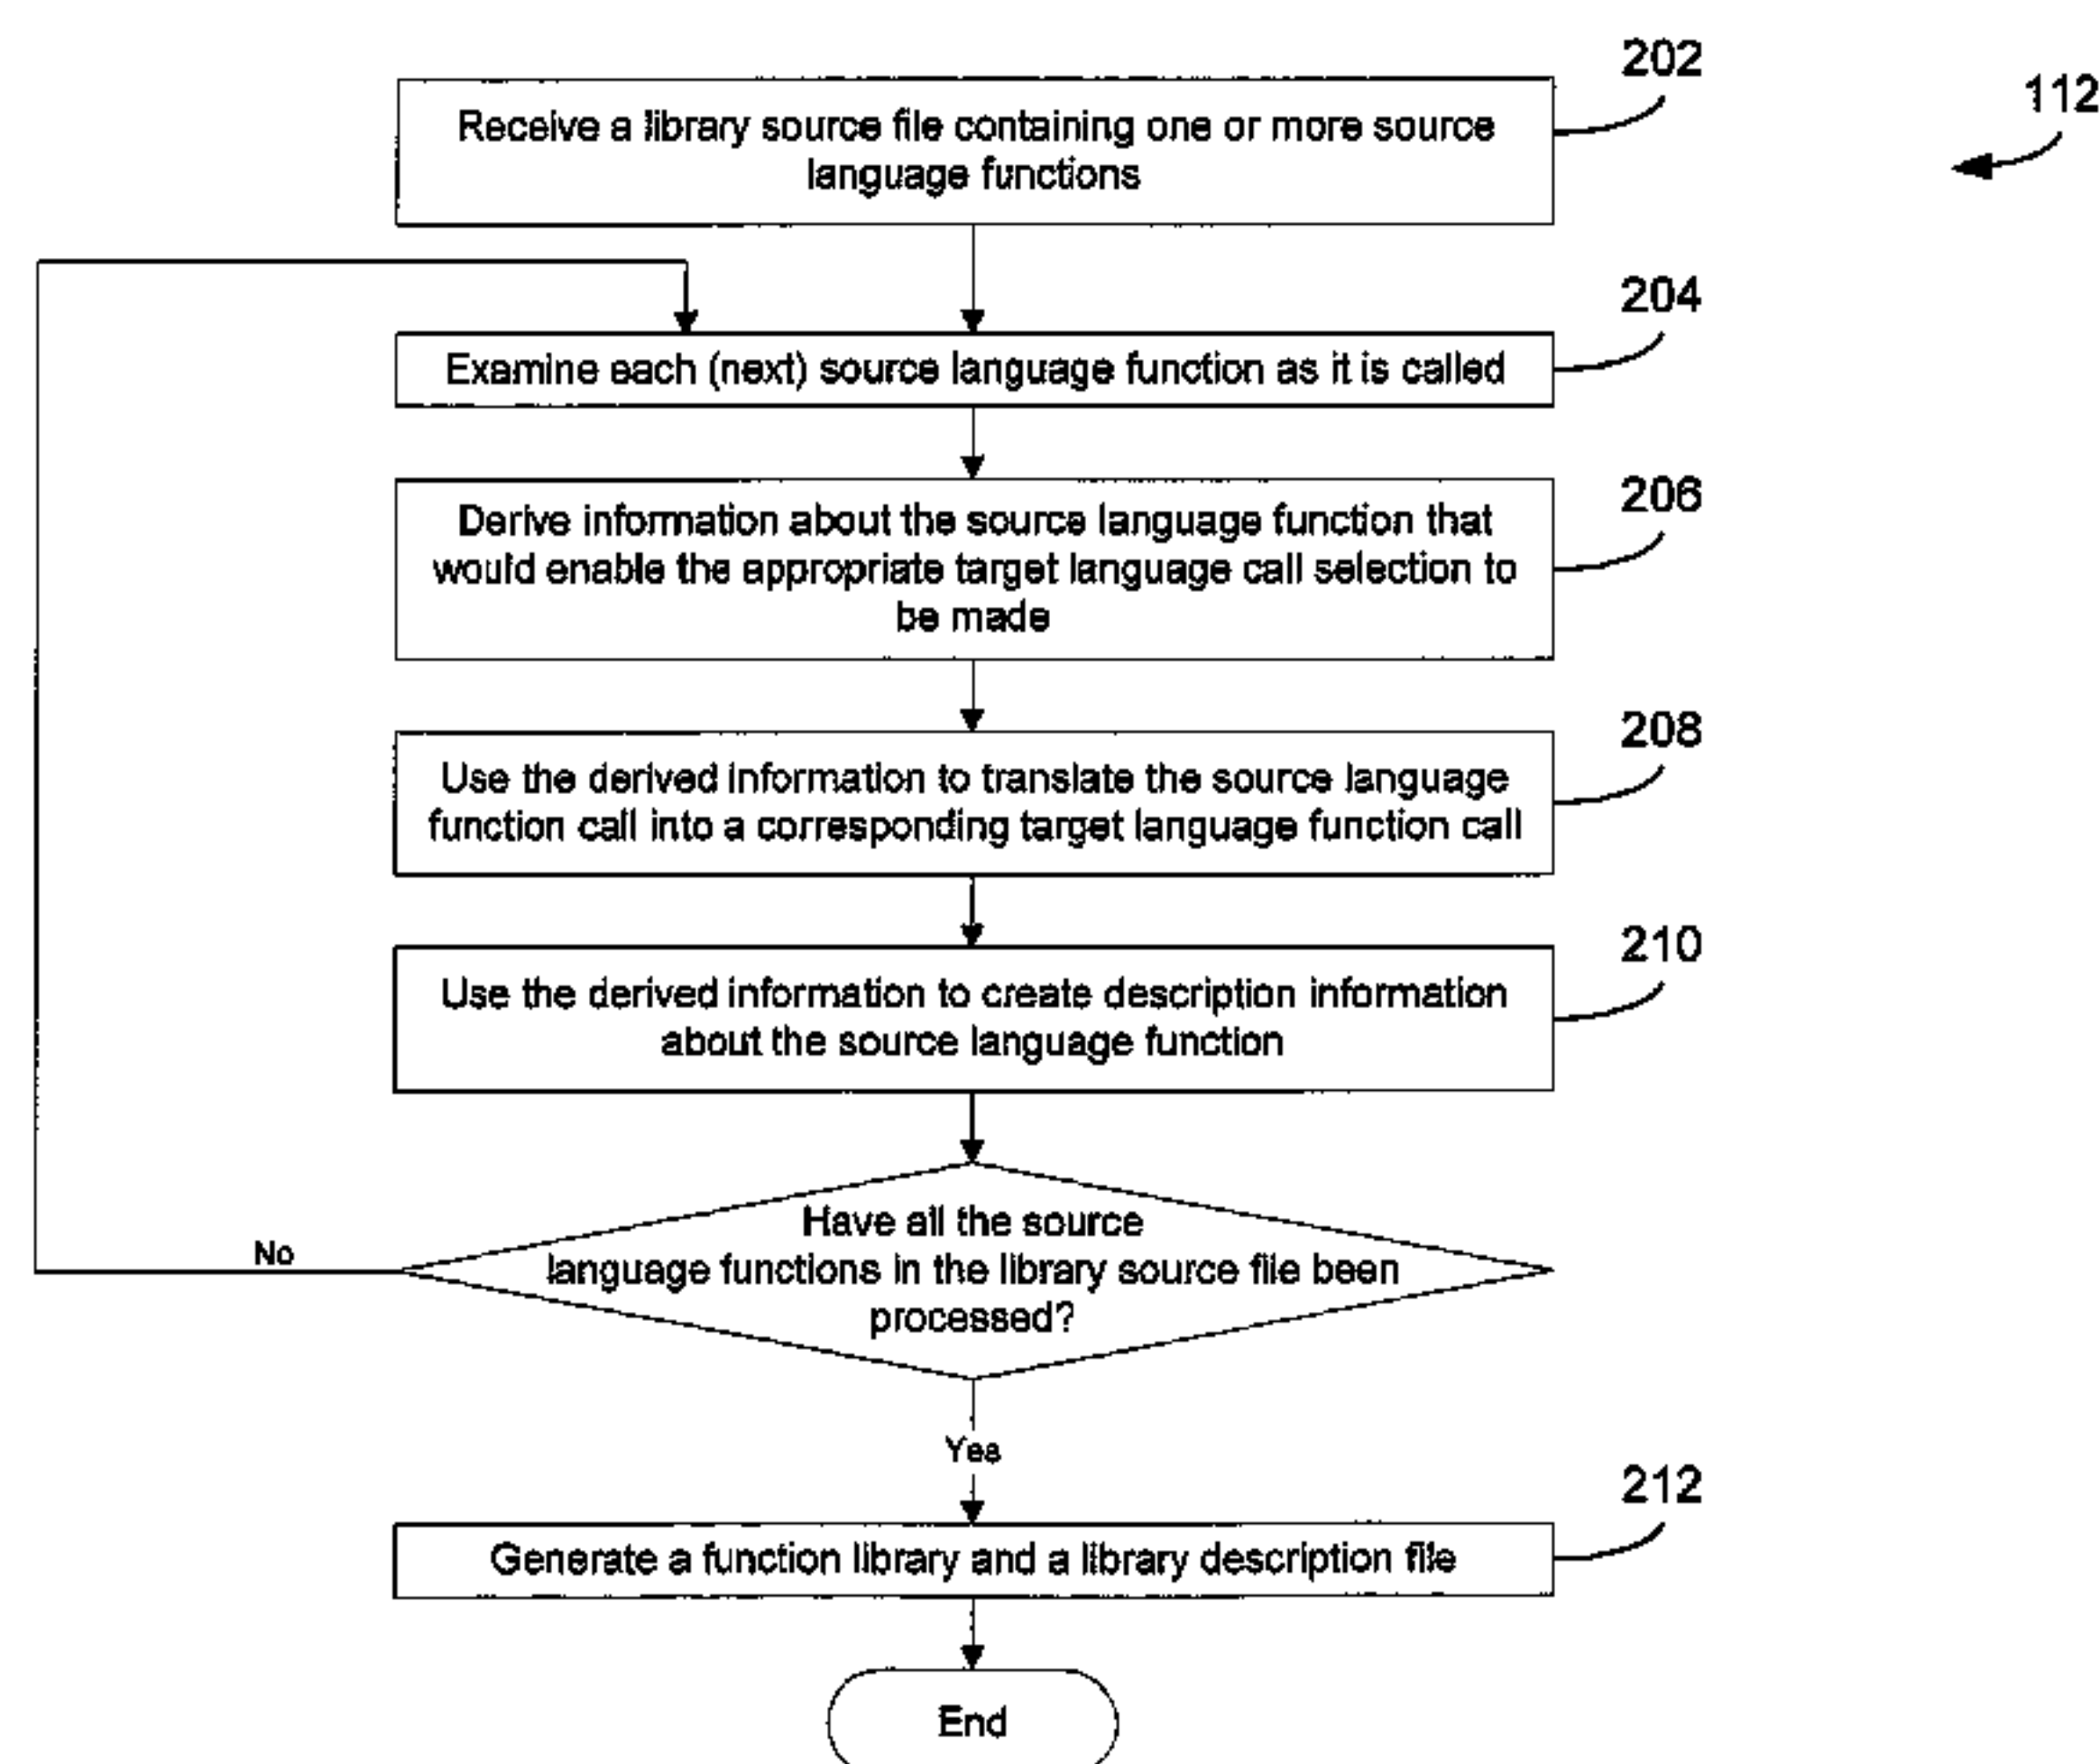 202
112
Receive a library source file containing one or more source
language functions
204
Examine each (next) source language function as it is called
206
Derive information about the source language function that
would enable the appropriate target language call selection to
be made
208
Use the derived information to translate the source language
function call into a corresponding target language function call
210
Use the derived information to create description information
about the source language function
Have all the source
language functions in the library source file been
processed?
No
Yes
212
Generate a function library and a library description file
End